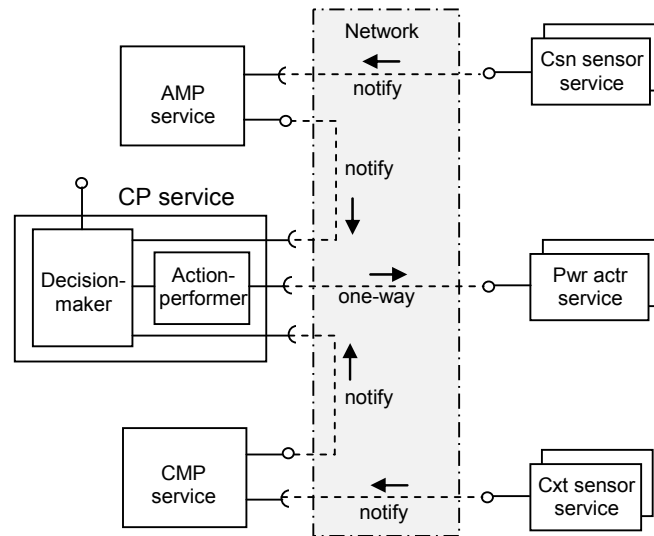 Network
AMP
service
notify
Csn sensor
service
notify
CP service
Decision-
maker
Action-
performer
one-way
Pwr actr
service
notify
CMP
service
notify
Cxt sensor
service